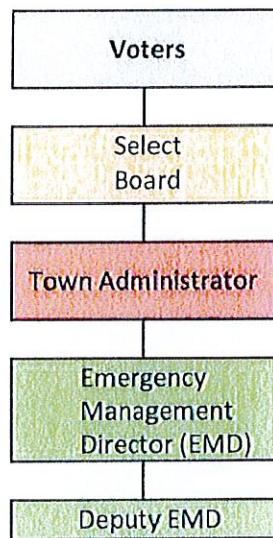 Voters
Select
Board
Town Administrator
Emergency
Management
Director (EMD)
Deputy EMD